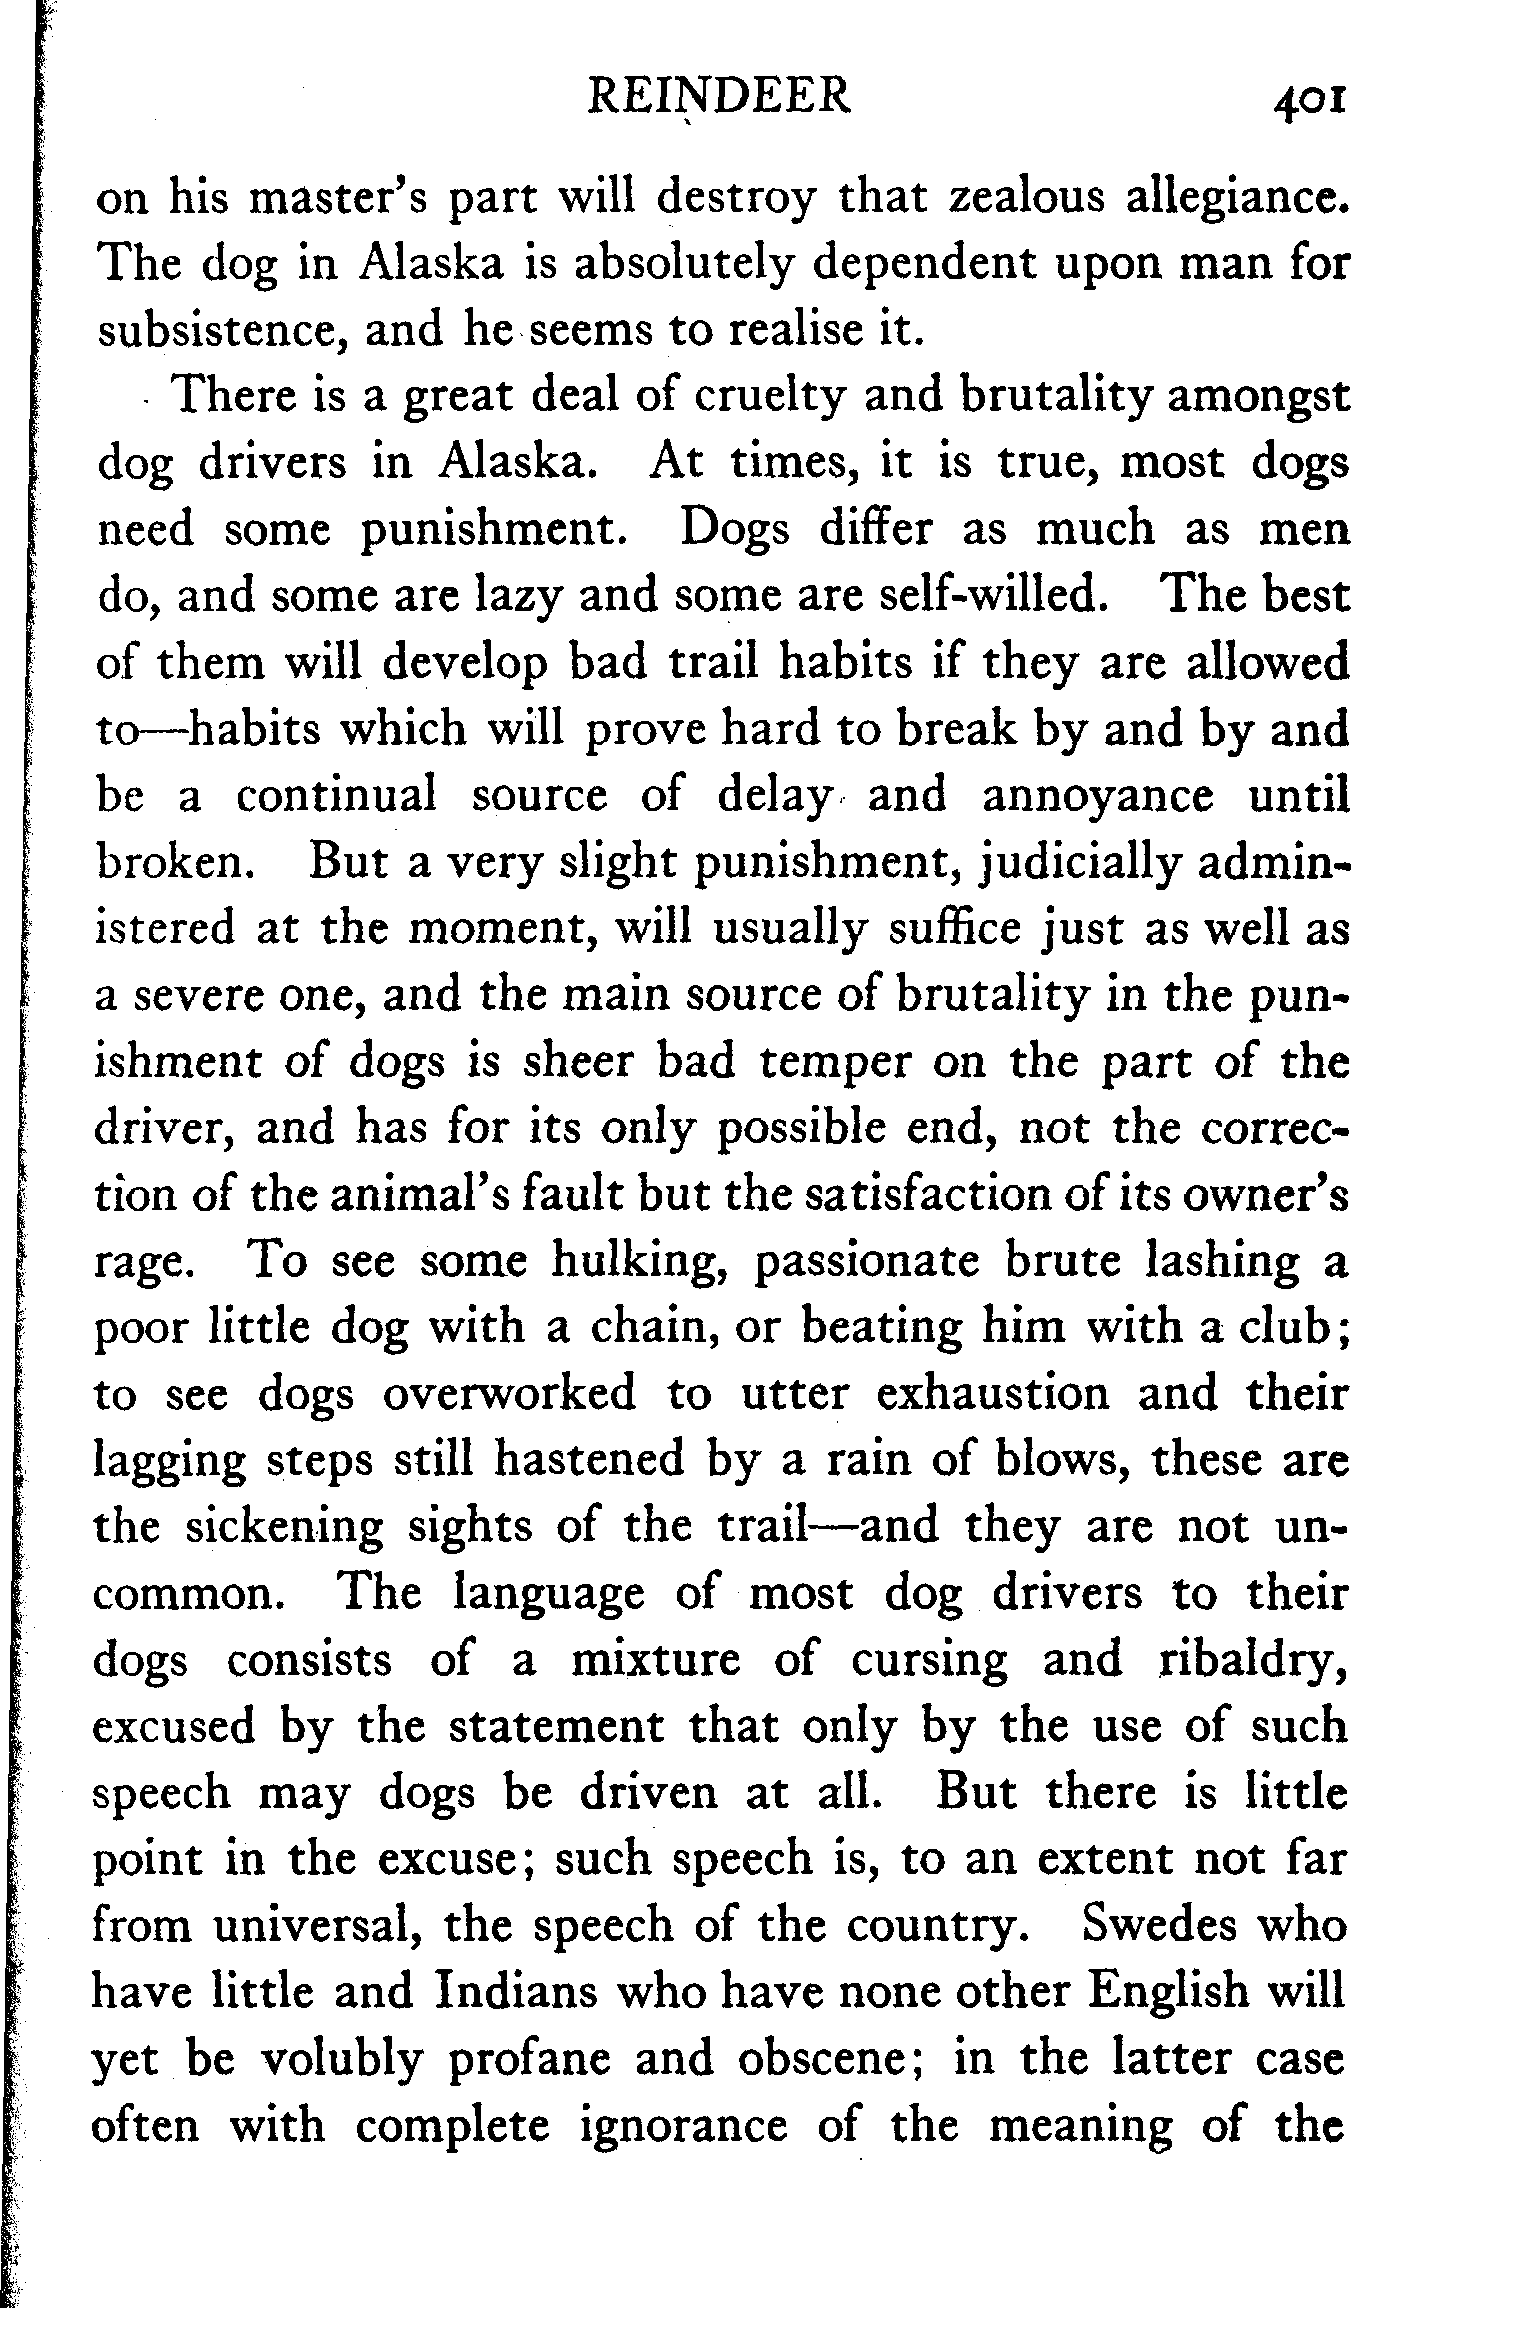 REINDEER 401
on his master's part will destroy that zealous allegiance.
The dog in Alaska is absolutely dependent upon man for
subsistence, and he seems to realise it.
There is a great deal of cruelty and brutality amongst
dog drivers in Alaska. At times, it is true, most dogs
need some punishment. Dogs differ as much as men
do, and some are lazy and some are self-willed. The best
of them will develop bad trail habits if they are allowed
to—habits which will prove hard to break by and by and
be a continual source of delay and annoyance until
broken. But a very slight punishment, judicially admin-
istered at the moment, will usually suffice just as well as
a severe one, and the main source of brutality in the pun-
ishment of dogs is sheer bad temper on the part of the
driver, and has for its only possible end, not the correc-
tion of the animal's fault but the satisfaction of its owner's
rage. To see some hulking, passionate brute lashing a
poor little dog with a chain, or beating him with a club;
to see dogs overworked to utter exhaustion and their
lagging steps still hastened by a rain of blows, these are
the sickening sights of the trail—and they are not un-
common. The language of most dog drivers to their
dogs consists of a mixture of cursing and ribaldry,
excused by the statement that only by the use of such
speech may dogs be driven at all. But there is little
point in the excuse; such speech is, to an extent not far
from universal, the speech of the country. Swedes who
have little and Indians who have none other English will
yet be volubly profane and obscene; in the latter case
often with complete ignorance of the meaning of the